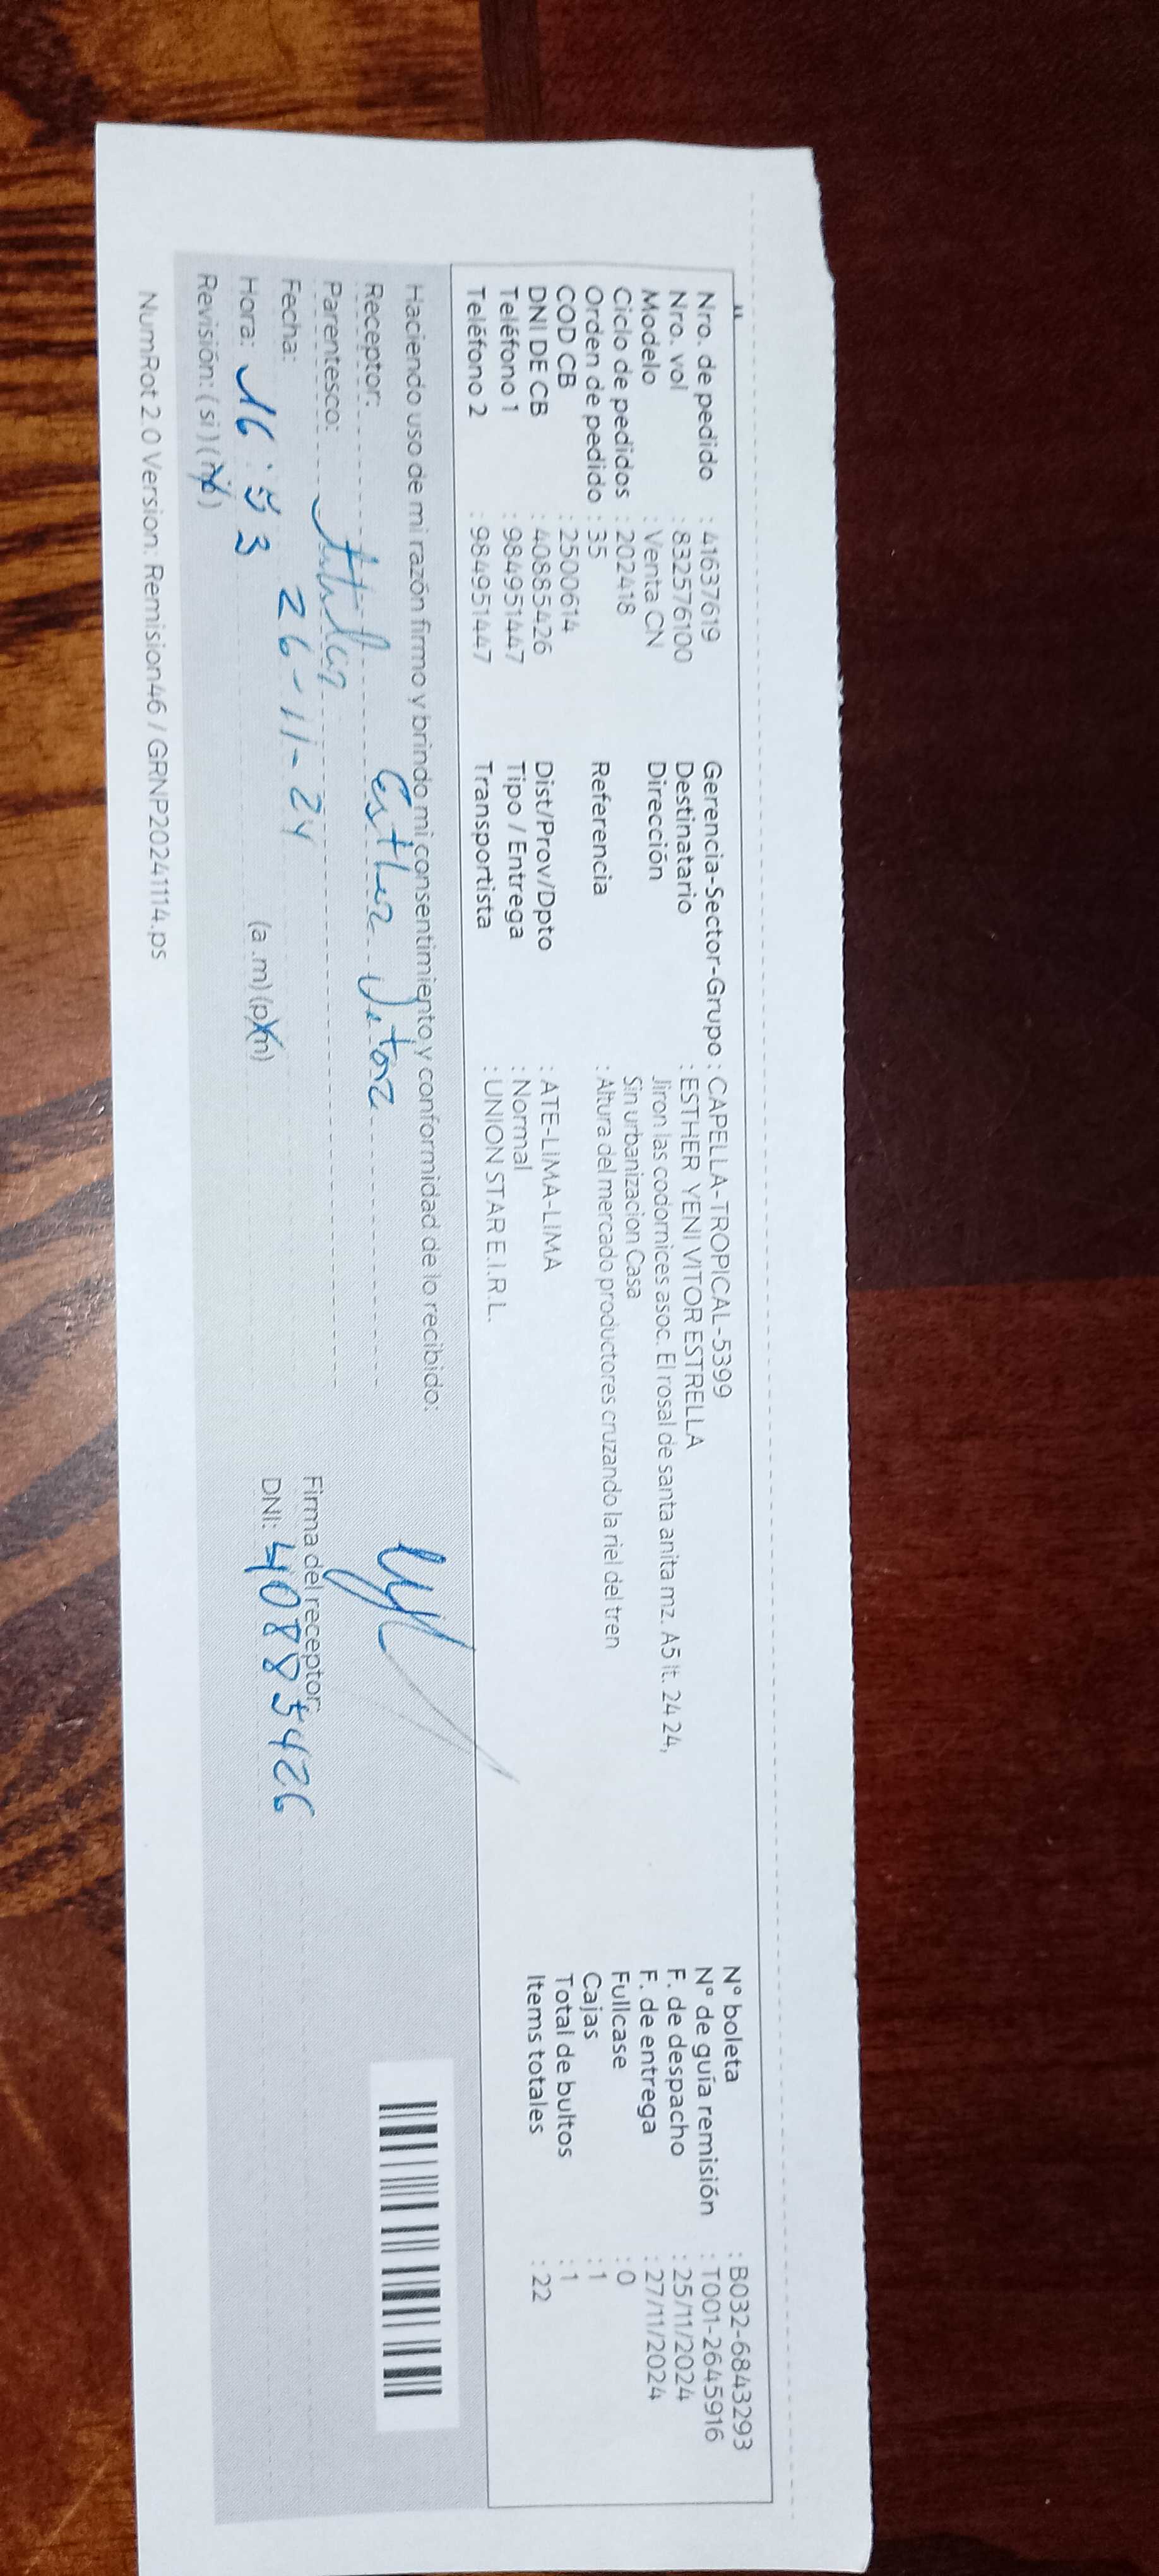 Nro. de pedido : 41637619
Nro. vol : 832576100
Modelo : Venta CN
Ciclo de pedidos : 202418
Orden de pedido : 35
COD CB : 2500614
DNI DE CB : 40885426
Teléfono 1 : 984951447
Teléfono 2 : 984951447
Gerencia-Sector-Grupo : CAPELLA-TROPICAL-5399
Destinatario : ESTHER YENI VITOR ESTRELLA
Dirección Jiron las codornices asoc. El rosal de santa anita mz. A5 lt. 24 24,
Sin urbanizacion Casa
Referencia : Altura del mercado productores cruzando la riel del tren
Dist/Prov/Dpto : ATE-LIMA-LIMA
Tipo / Entrega : Normal
Transportista : UNION STAR E.I.R.L.
N° boleta : B032-6843293
N° de guía remisión : T001-2645916
F. de despacho : 25/11/2024
F. de entrega : 27/11/2024
Fullcase : 0
Cajas : 1
Total de bultos : 1
Items totales : 22
Haciendo uso de mi razón firmo y brindo mi consentimiento y conformidad de lo recibido:
Receptor: Esther Vitor
Parentesco: titular
Fecha: 26-11-24
Hora: 16:53 (a.m) (p.m)
Revisión: (si) (no)
Firma del receptor:
DNI: 40885426
NumRot 2.0 Version: Remision46 / GRNP20241114.ps